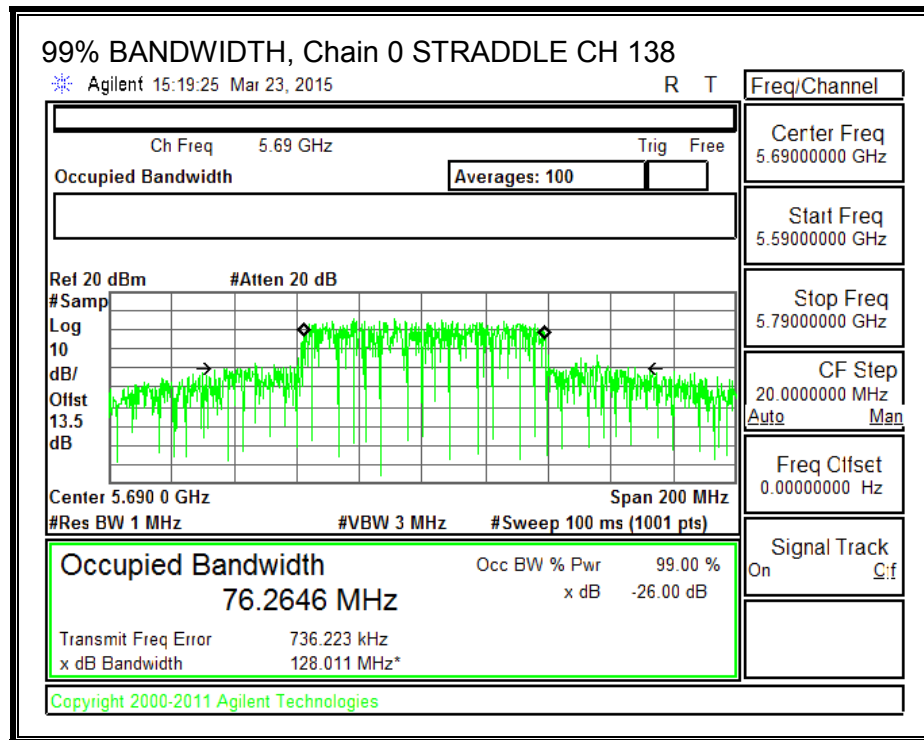 99% BANDWIDTH, Chain 0 STRADDLE CH 138
Agilent 15:19:25 Mar 23, 2015 R T
Freq/Channel
Ch Freq 5.69 GHz Trig Free
Occupied Bandwidth Averages: 100
Center Freq
5.69000000 GHz
Start Freq
5.59000000 GHz
Stop Freq
5.79000000 GHz
CF Step
20.0000000 MHz
Auto Man
Freq Offset
0.00000000 Hz
Signal Track
On Off
Ref 20 dBm #Atten 20 dB
#Samp
Log
10
dB/
Offst
13.5
dB
Center 5.690 0 GHz Span 200 MHz
#Res BW 1 MHz #VBW 3 MHz #Sweep 100 ms (1001 pts)
Occupied Bandwidth Occ BW % Pwr 99.00 %
76.2646 MHz x dB -26.00 dB
Transmit Freq Error 736.223 kHz
x dB Bandwidth 128.011 MHz*
Copyright 2000-2011 Agilent Technologies